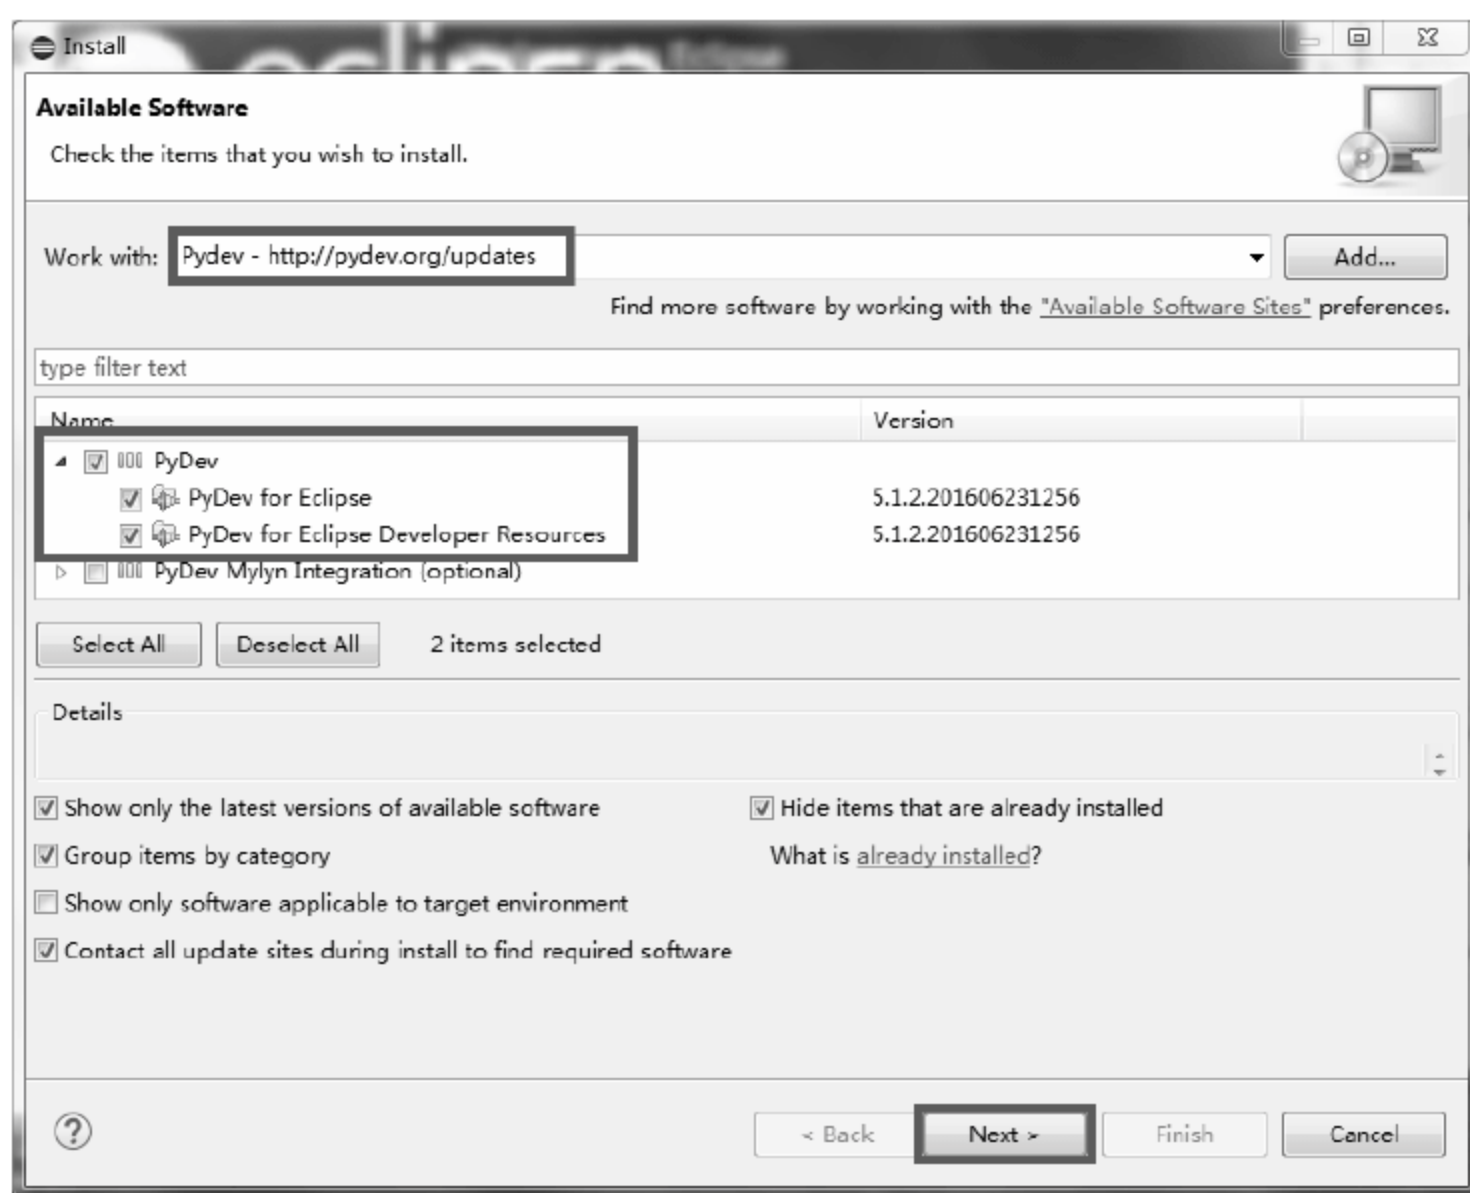 Install
Available Software
Check the items that you wish to install.
Work with: Pydev - http://pydev.org/updates Add...
Find more software by working with the "Available Software Sites" preferences.
type filter text
Name Version
PyDev
PyDev for Eclipse 5.1.2.201606231256
PyDev for Eclipse Developer Resources 5.1.2.201606231256
PyDev Mylyn Integration (optional)
Select All Deselect All 2 items selected
Details
Show only the latest versions of available software Hide items that are already installed
Group items by category What is already installed?
Show only software applicable to target environment
Contact all update sites during install to find required software
? < Back Next > Finish Cancel